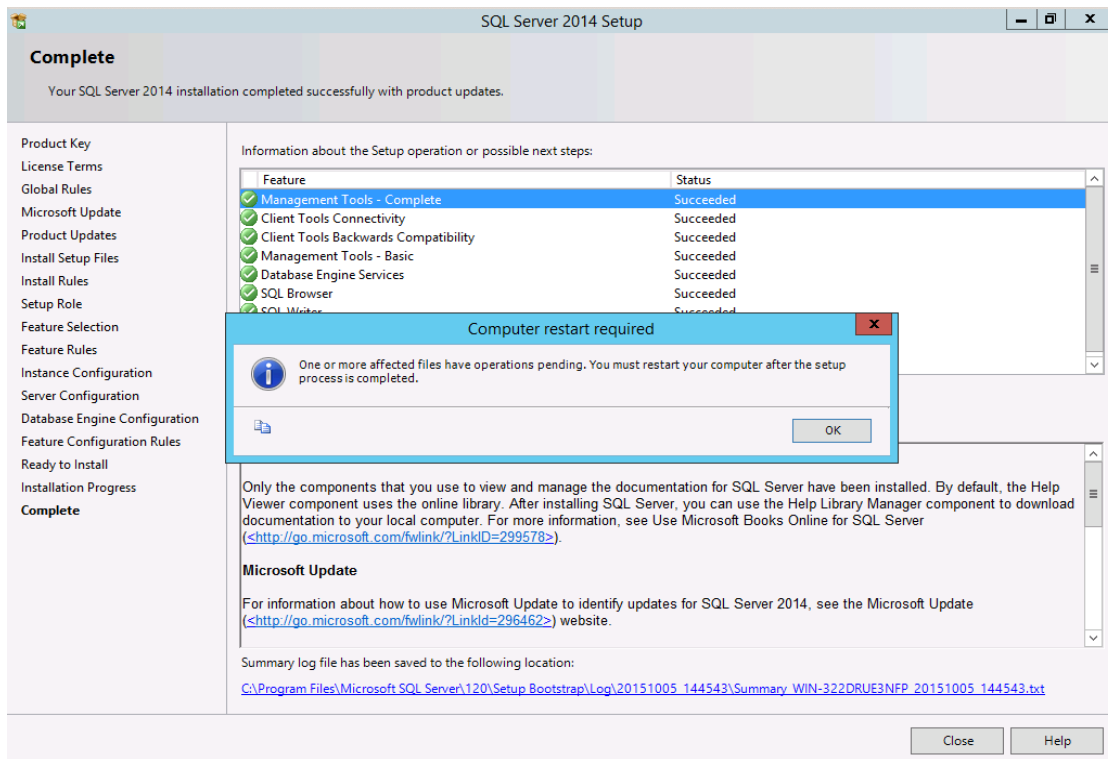 SQL Server 2014 Setup
Complete
Your SQL Server 2014 installation completed successfully with product updates.
Product Key
License Terms
Global Rules
Microsoft Update
Product Updates
Install Setup Files
Install Rules
Setup Role
Feature Selection
Feature Rules
Instance Configuration
Server Configuration
Database Engine Configuration
Feature Configuration Rules
Ready to Install
Installation Progress
Complete
Information about the Setup operation or possible next steps:
Feature Status
Management Tools - Complete Succeeded
Client Tools Connectivity Succeeded
Client Tools Backwards Compatibility Succeeded
Management Tools - Basic Succeeded
Database Engine Services Succeeded
SQL Browser Succeeded
SQL Writer Succeeded
Computer restart required
One or more affected files have operations pending. You must restart your computer after the setup
process is completed.
OK
Only the components that you use to view and manage the documentation for SQL Server have been installed. By default, the Help
Viewer component uses the online library. After installing SQL Server, you can use the Help Library Manager component to download
documentation to your local computer. For more information, see Use Microsoft Books Online for SQL Server
(<http://go.microsoft.com/fwlink/?LinkID=299578>).
Microsoft Update
For information about how to use Microsoft Update to identify updates for SQL Server 2014, see the Microsoft Update
(<http://go.microsoft.com/fwlink/?LinkId=296462>) website.
Summary log file has been saved to the following location:
C:\Program Files\Microsoft SQL Server\120\Setup Bootstrap\Log\20151005_144543\Summary_WIN-322DRUE3NFP_20151005_144543.txt
Close Help